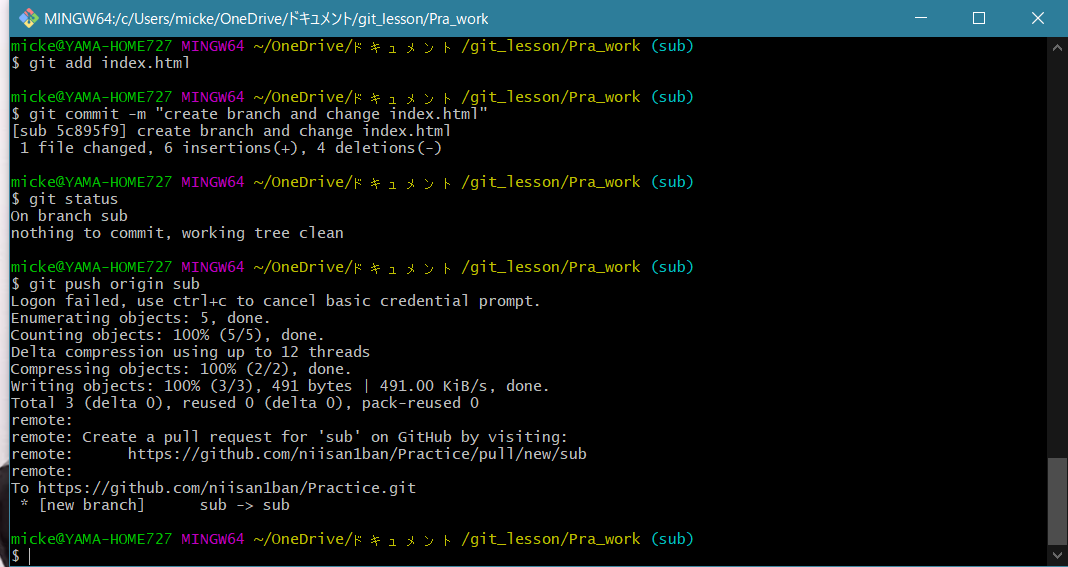 MINGW64:/c/Users/micke/OneDrive/ドキュメント/git_lesson/Pra_work
micke@YAMA-HOME727 MINGW64 ~/OneDrive/ドキュメント/git_lesson/Pra_work (sub)
$ git add index.html
micke@YAMA-HOME727 MINGW64 ~/OneDrive/ドキュメント/git_lesson/Pra_work (sub)
$ git commit -m "create branch and change index.html"
[sub 5c895f9] create branch and change index.html
1 file changed, 6 insertions(+), 4 deletions(-)
micke@YAMA-HOME727 MINGW64 ~/OneDrive/ドキュメント/git_lesson/Pra_work (sub)
$ git status
On branch sub
nothing to commit, working tree clean
micke@YAMA-HOME727 MINGW64 ~/OneDrive/ドキュメント/git_lesson/Pra_work (sub)
$ git push origin sub
Logon failed, use ctrl+c to cancel basic credential prompt.
Enumerating objects: 5, done.
Counting objects: 100% (5/5), done.
Delta compression using up to 12 threads
Compressing objects: 100% (2/2), done.
Writing objects: 100% (3/3), 491 bytes | 491.00 KiB/s, done.
Total 3 (delta 0), reused 0 (delta 0), pack-reused 0
remote:
remote: Create a pull request for 'sub' on GitHub by visiting:
remote:      https://github.com/niisan1ban/Practice/pull/new/sub
remote:
To https://github.com/niisan1ban/Practice.git
* [new branch]      sub -> sub
micke@YAMA-HOME727 MINGW64 ~/OneDrive/ドキュメント/git_lesson/Pra_work (sub)
$